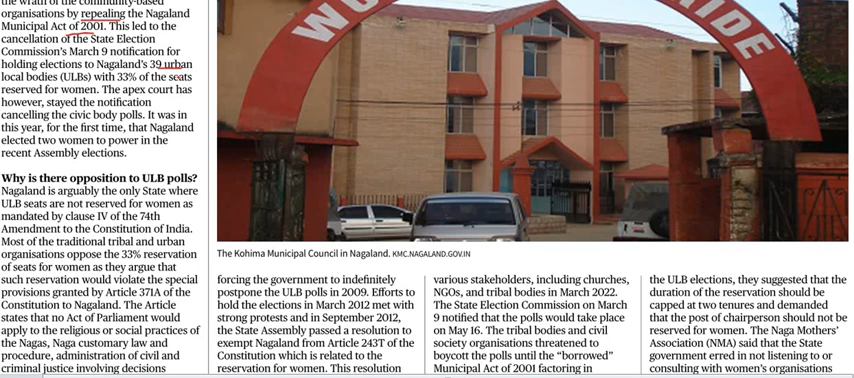 the wrath of the community-based
organisations by repealing the Nagaland
Municipal Act of 2001. This led to the
cancellation of the State Election
Commission's March 9 notification for
holding elections to Nagaland's 39 urban
local bodies (ULBs) with 33% of the seats
reserved for women. The apex court has
however, stayed the notification
cancelling the civic body polls. It was in
this year, for the first time, that Nagaland
elected two women to power in the
recent Assembly elections.
Why is there opposition to ULB polls?
Nagaland is arguably the only State where
ULB seats are not reserved for women as
mandated by clause IV of the 74th
Amendment to the Constitution of India.
Most of the traditional tribal and urban
organisations oppose the 33% reservation
of seats for women as they argue that
such reservation would violate the special
provisions granted by Article 371A of the
Constitution to Nagaland. The Article
states that no Act of Parliament would
apply to the religious or social practices of
the Nagas, Naga customary law and
procedure, administration of civil and
criminal justice involving decisions
WO
RIDE
The Kohima Municipal Council in Nagaland. KMC.NAGALAND.GOV.IN
forcing the government to indefinitely
postpone the ULB polls in 2009. Efforts to
hold the elections in March 2012 met with
strong protests and in September 2012,
the State Assembly passed a resolution to
exempt Nagaland from Article 243T of the
Constitution which is related to the
reservation for women. This resolution
various stakeholders, including churches,
NGOs, and tribal bodies in March 2022.
The State Election Commission on March
9 notified that the polls would take place
on May 16. The tribal bodies and civil
society organisations threatened to
boycott the polls until the “borrowed”
Municipal Act of 2001 factoring in
the ULB elections, they suggested that the
duration of the reservation should be
capped at two tenures and demanded
that the post of chairperson should not be
reserved for women. The Naga Mothers'
Association (NMA) said that the State
government erred in not listening to or
consulting with women's organisations